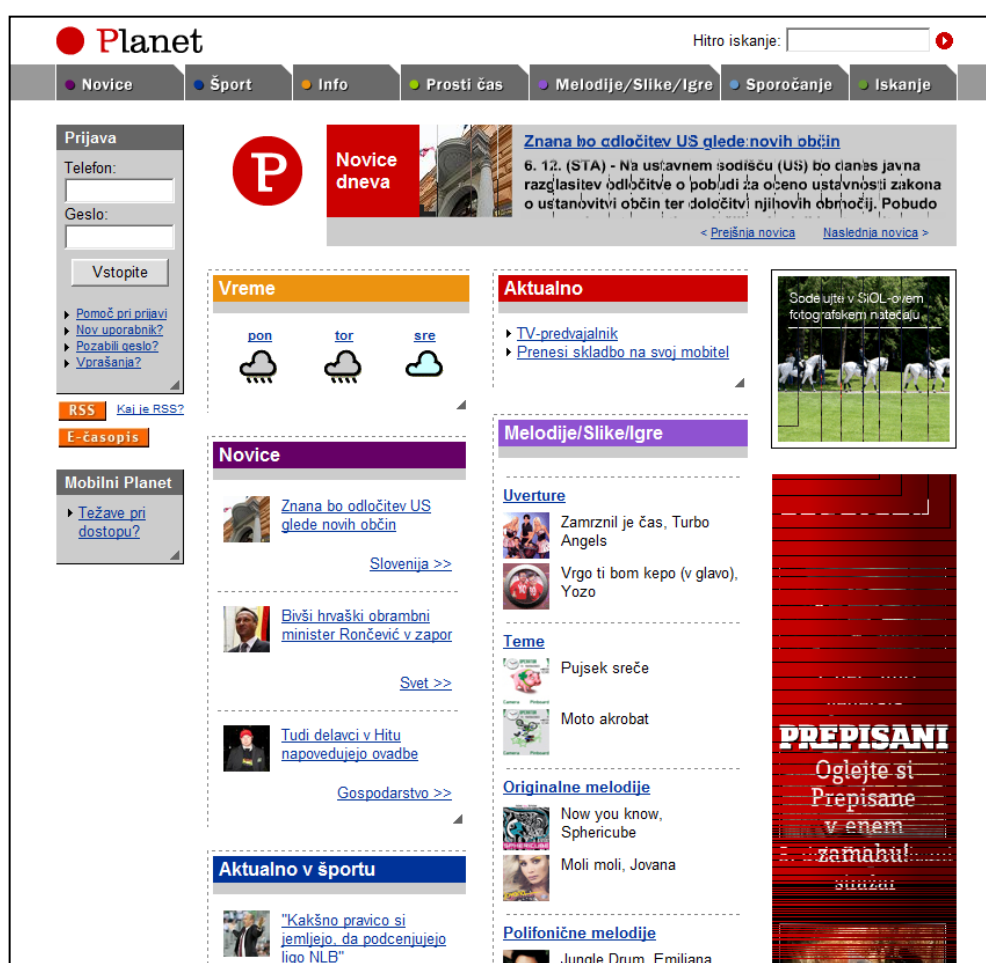 Planet
Hitro iskanje:
Novice
Šport
Info
Prosti čas
Melodije/Slike/Igre
Sporočanje
Iskanje
Prijava
Telefon:
Geslo:
Vstopite
Pomoč pri prijavi
Nov uporabnik?
Pozabili geslo?
Vprašanja?
RSS
Kaj je RSS?
E-časopis
Mobilni Planet
Težave pri
dostopu?
P
Novice
dneva
Znana bo odločitev US glede novih občin
6. 12. (STA) - Na ustavnem sodišču (US) bo danes javna
razglasitev odločitve o pobudi za oceno ustavnosti zakona
o ustanovitvi občin ter določitvi njihovih območij. Pobudo
< Prejšnja novica
Naslednja novica >
Vreme
pon
tor
sre
Novice
Znana bo odločitev US
glede novih občin
Slovenija >>
Bivši hrvaški obrambni
minister Rončević v zapor
Svet >>
Tudi delavci v Hitu
napovedujejo ovadbe
Gospodarstvo >>
Aktualno v športu
"Kakšno pravico si
jemljejo, da podcenjujejo
ligo NLB"
Aktualno
TV-predvajalnik
Prenesi skladbo na svoj mobitel
Melodije/Slike/Igre
Uverture
Zamrznil je čas, Turbo
Angels
Vrgo ti bom kepo (v glavo),
Yozo
Teme
Pujsek sreče
Moto akrobat
Originalne melodije
Now you know,
Sphericube
Moli moli, Jovana
Polifonične melodije
Jungle Drum, Emiliana
Sodelujte v SiOL-ovem
fotografskem natečaju
PREPISANI
Oglejte si
Prepisane
v enem
zamahu!